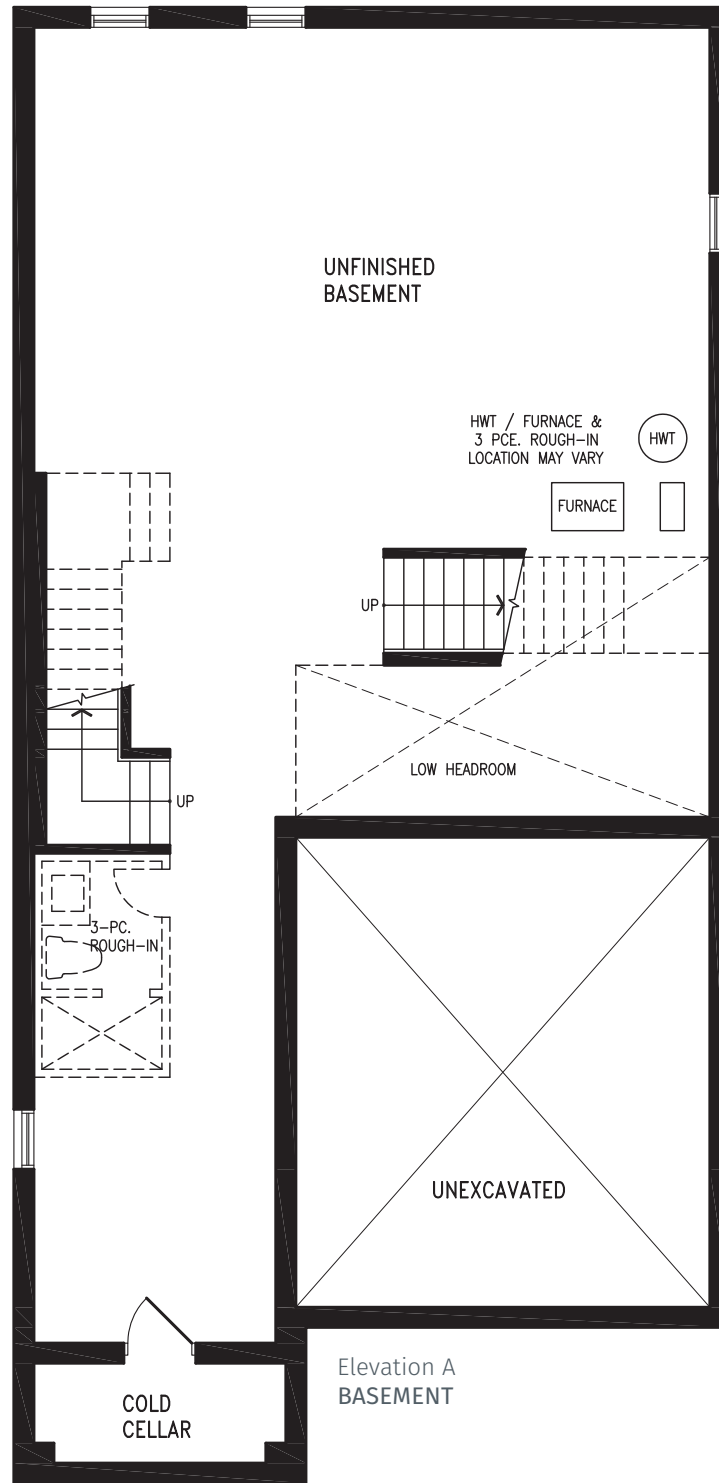 UNFINISHED
BASEMENT
HWT / FURNACE &
3 PCE. ROUGH-IN
LOCATION MAY VARY
HWT
FURNACE
UP
LOW HEADROOM
UP
3-PC.
ROUGH-IN
UNEXCAVATED
COLD
CELLAR
Elevation A
BASEMENT